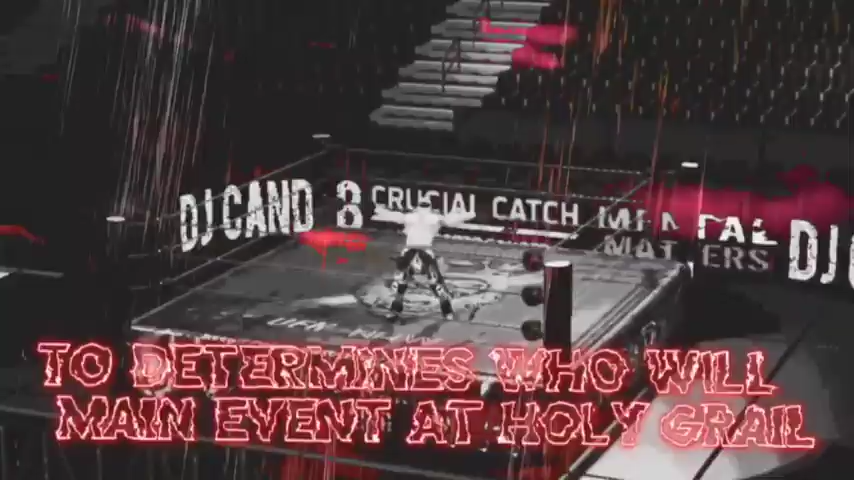 DJ CAND 8 CRUCIAL CATCH MENTAL MATTERS DJ
TO DETERMINES WHO WILL
MAIN EVENT AT HOLY GRAIL